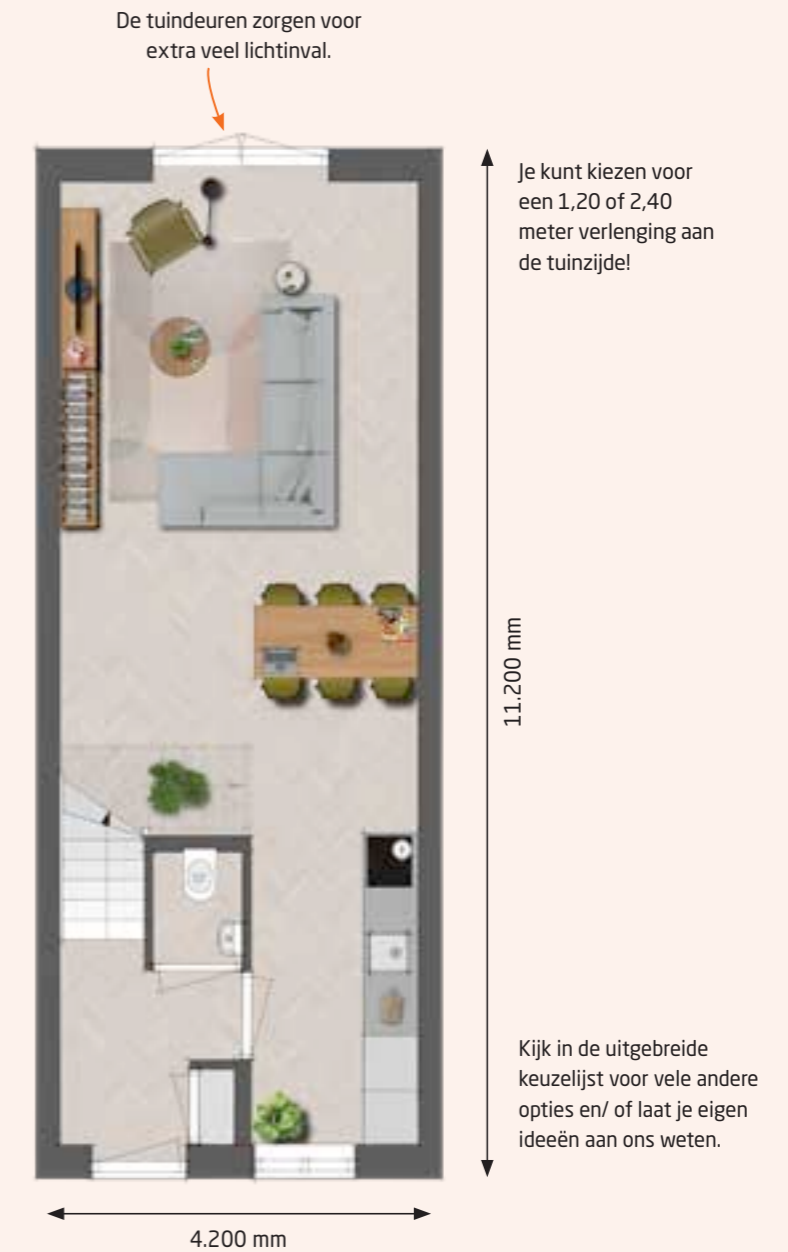 De tuindeuren zorgen voor
extra veel lichtinval.
Je kunt kiezen voor
een 1,20 of 2,40
meter verlenging aan
de tuinzijde!
11.200 mm
Kijk in de uitgebreide
keuzelijst voor vele andere
opties en/ of laat je eigen
ideeën aan ons weten.
4.200 mm